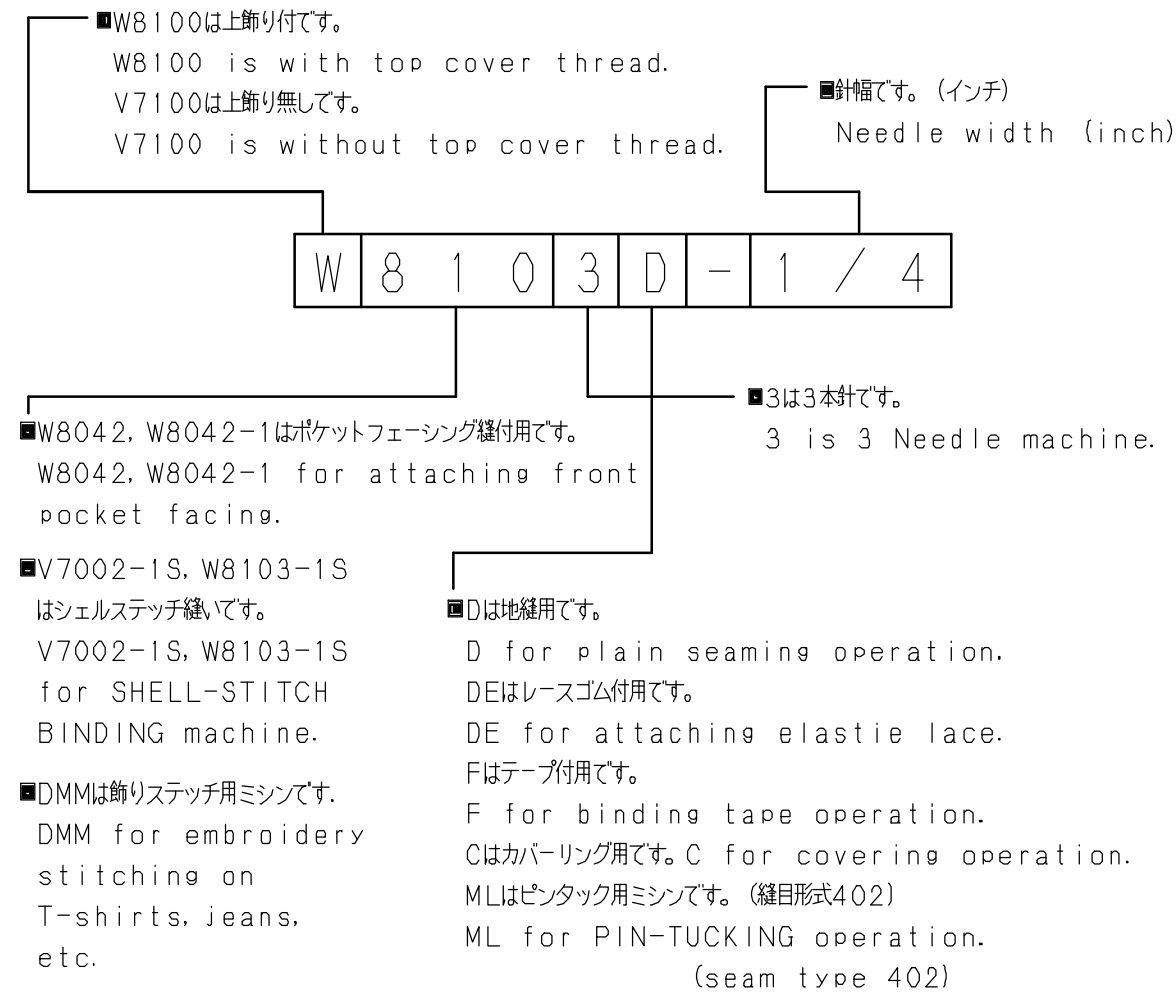 ■W8100は上飾り付です。
W8100 is with top cover thread.
V7100は上飾り無しです。
V7100 is without top cover thread.
■針幅です。(インチ)
Needle width (inch)
W8103D-1/4
■3は3本針です。
3 is 3 Needle machine.
■W8042,W8042-1はポケットフェーシング縫付用です。
W8042,W8042-1 for attaching front
pocket facing.
■V7002-1S,W8103-1S
はシェルステッチ縫いです。
V7002-1S,W8103-1S
for SHELL-STITCH
BINDING machine.
■DMMは飾りステッチ用ミシンです.
DMM for embroidery
stitching on
T-shirts,jeans,
etc.
■Dは地縫用です。
D for plain seaming operation.
DEはレースゴム付用です。
DE for attaching elastie lace.
Fはテープ付用です。
F for binding tape operation.
Cはカバーリング用です。C for covering operation.
MLはピンタック用ミシンです。(縫目形式402)
ML for PIN-TUCKING operation.
(seam type 402)